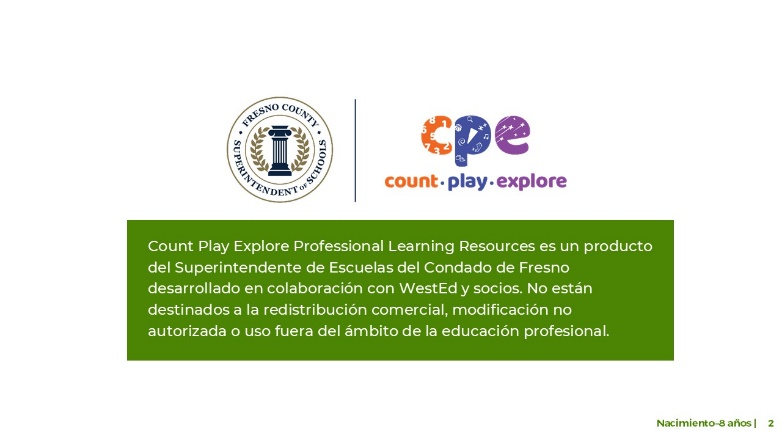 FRESNO COUNTY
SUPERINTENDENT OF SCHOOLS
cpe
count·play·explore
Count Play Explore Professional Learning Resources es un producto
del Superintendente de Escuelas del Condado de Fresno
desarrollado en colaboración con WestEd y socios. No están
destinados a la redistribución comercial, modificación no
autorizada o uso fuera del ámbito de la educación profesional.
Nacimiento–8 años | 2